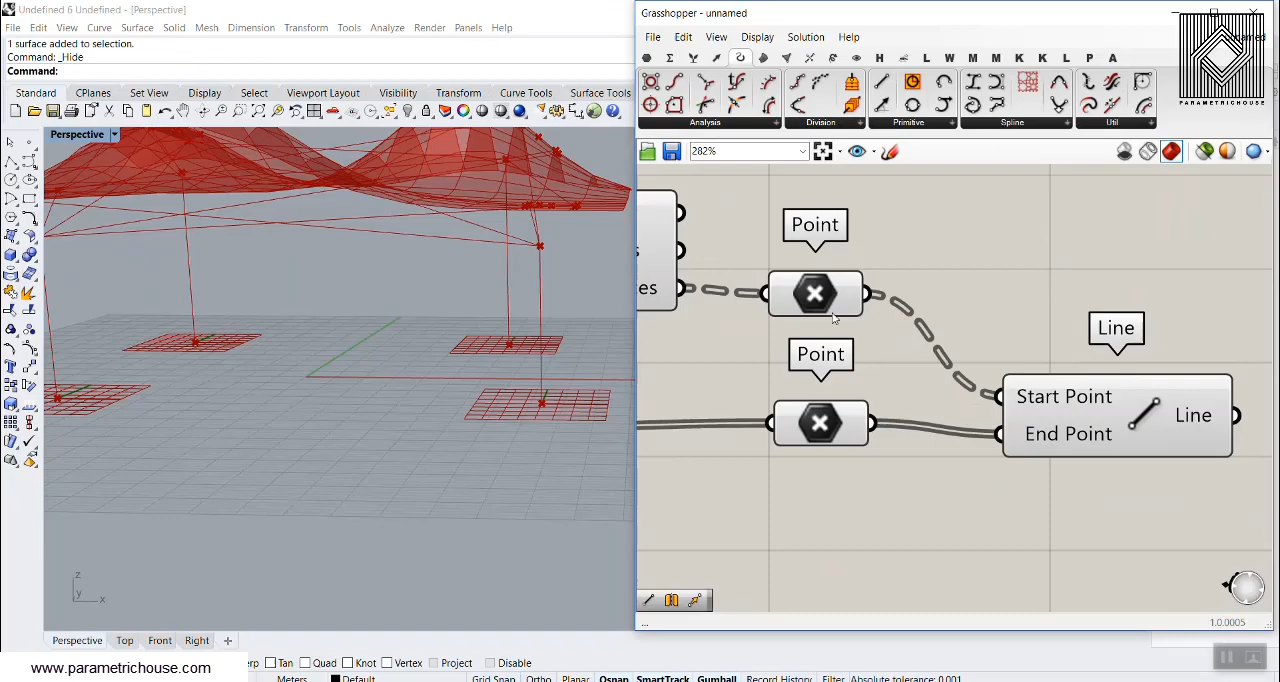 Undefined 6 Undefined - [Perspective]
File Edit View Curve Surface Solid Mesh Dimension Transform Tools Analyze Render Panels Help
1 surface added to selection.
Command: _Hide
Command:
Standard CPlanes Set View Display Select Viewport Layout Visibility Transform Curve Tools Surface Tools
Perspective
z
y x
Perspective Top Front Right
Tan Quad Knot Vertex Project Disable
Meters Default Grid Snap Ortho Planar Osnap SmartTrack Gumball Record History Filter Absolute tolerance: 0.001
www.parametrichouse.com
Grasshopper - unnamed
File Edit View Display Solution Help
H L W M M K K L P A
Analysis Division Primitive Spline Util
PARAMETRICHOUSE
282%
Point
es
Point
Line
Start Point
End Point
Line
...
1.0.0005